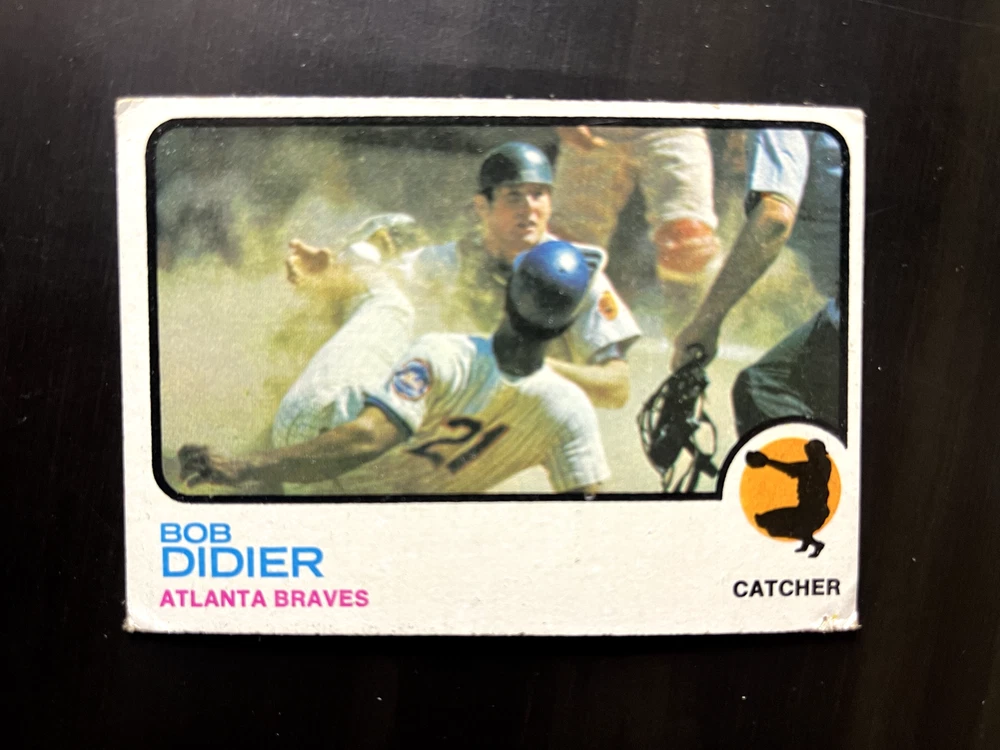 21
BOB
DIDIER
ATLANTA BRAVES
CATCHER